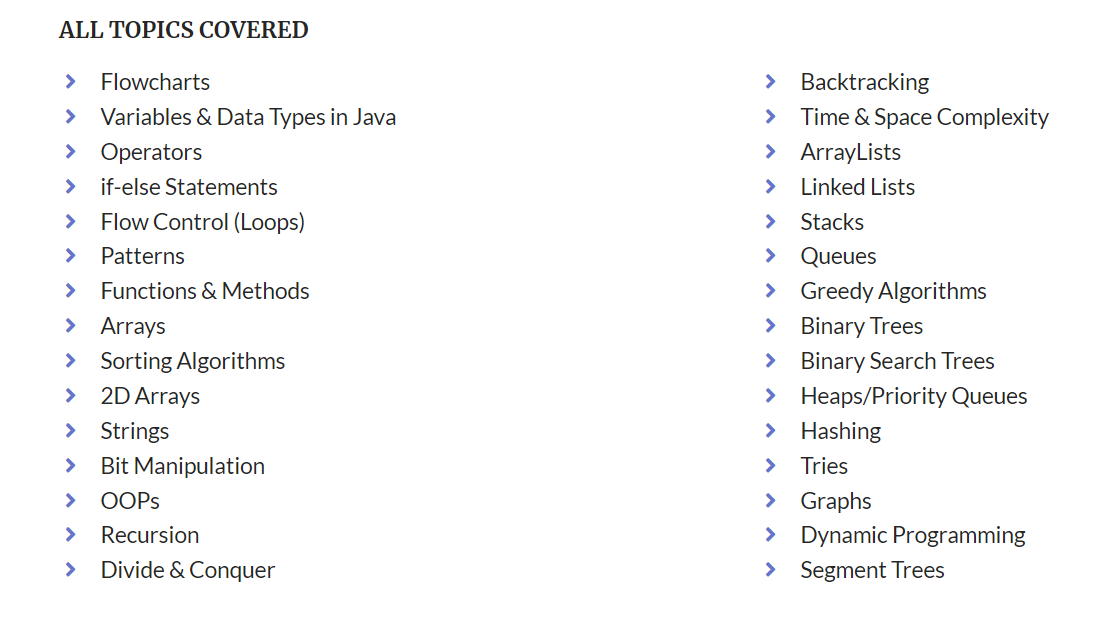 ALL TOPICS COVERED
Flowcharts
Variables & Data Types in Java
Operators
if-else Statements
Flow Control (Loops)
Patterns
Functions & Methods
Arrays
Sorting Algorithms
2D Arrays
Strings
Bit Manipulation
OOPs
Recursion
Divide & Conquer
Backtracking
Time & Space Complexity
ArrayLists
Linked Lists
Stacks
Queues
Greedy Algorithms
Binary Trees
Binary Search Trees
Heaps/Priority Queues
Hashing
Tries
Graphs
Dynamic Programming
Segment Trees